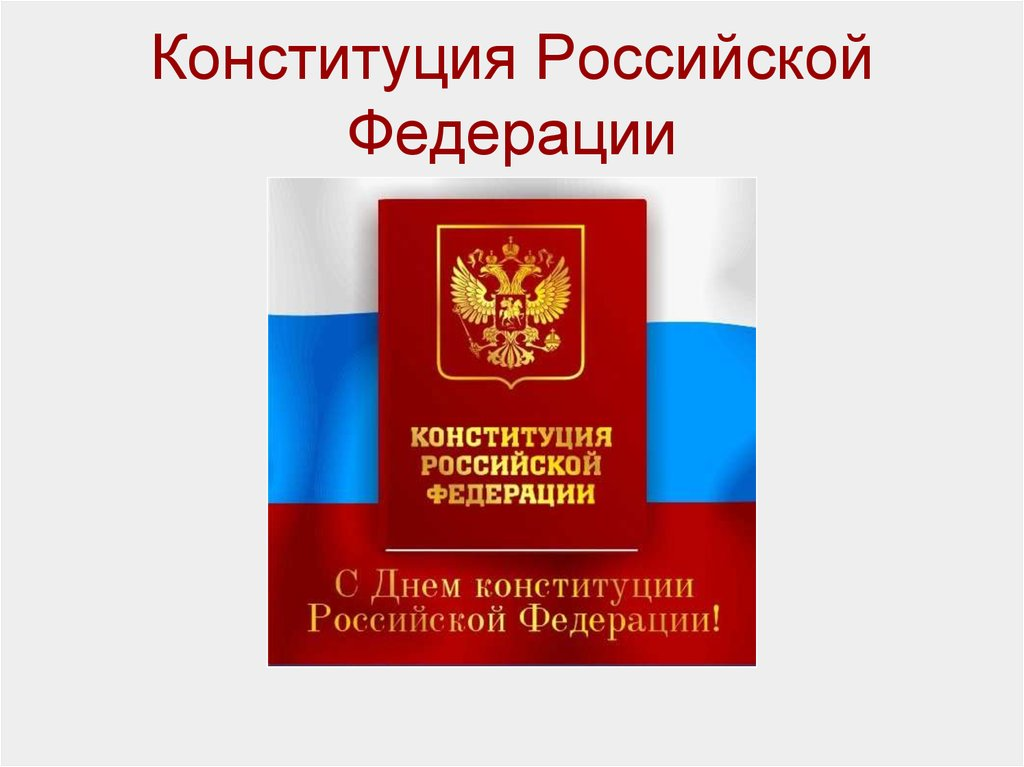 Конституция Российской
Федерации
КОНСТИТУЦИЯ
РОССИЙСКОЙ
ФЕДЕРАЦИИ
С Днем конституции
Российской Федерации!